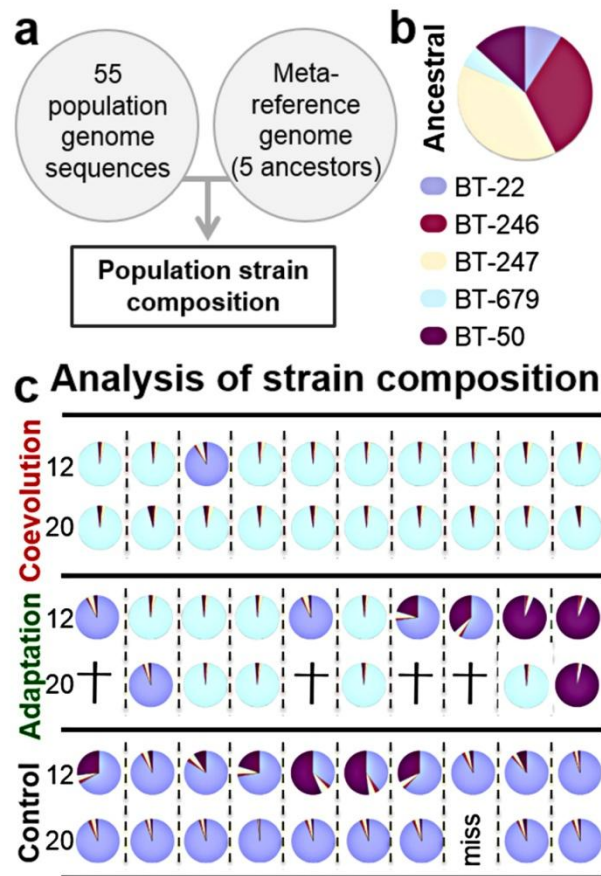 a
55
population
genome
sequences
Meta-
reference
genome
(5 ancestors)
Population strain
composition
b
Ancestral
BT-22
BT-246
BT-247
BT-679
BT-50
c Analysis of strain composition
Coevolution
12
20
Adaptation
12
20
Control
12
20
miss